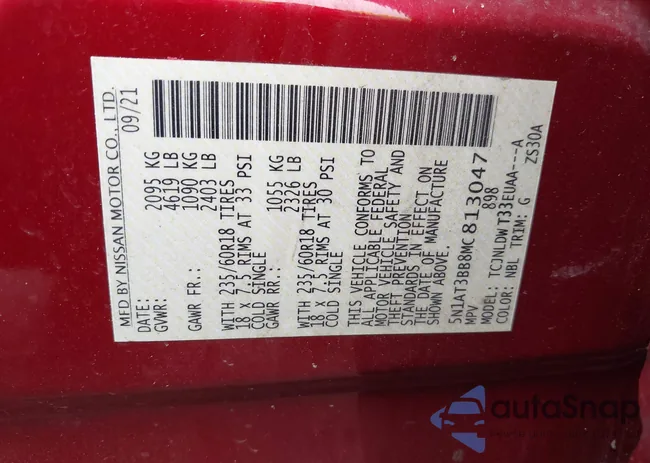 MFD BY NISSAN MOTOR CO., LTD.
DATE: 09/21
GVWR: 2095 KG
4619 LB
GAWR FR.: 1090 KG
2403 LB
WITH 235/60R18 TIRES
18 X 7.5 RIMS AT 33 PSI
COLD SINGLE
GAWR RR.: 1055 KG
2326 LB
WITH 235/60R18 TIRES
18 X 7.5 RIMS AT 30 PSI
COLD SINGLE
THIS VEHICLE CONFORMS TO
ALL APPLICABLE FEDERAL
MOTOR VEHICLE SAFETY AND
THEFT PREVENTION
STANDARDS IN EFFECT ON
THE DATE OF MANUFACTURE
SHOWN ABOVE.
5N1AT3BB8MC813047
MPV 898
MODEL: TCJNLDWT33EUAA---A
COLOR: NBL TRIM: G ZS30A
autoSnap